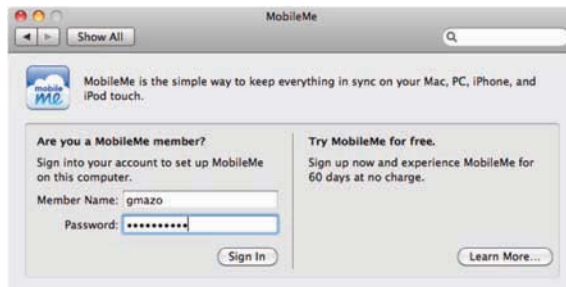 MobileMe
Show All
mobile
me
MobileMe is the simple way to keep everything in sync on your Mac, PC, iPhone, and
iPod touch.
Are you a MobileMe member?
Sign into your account to set up MobileMe
on this computer.
Member Name: gmazo
Password: ••••••••••
Sign In
Try MobileMe for free.
Sign up now and experience MobileMe for
60 days at no charge.
Learn More...